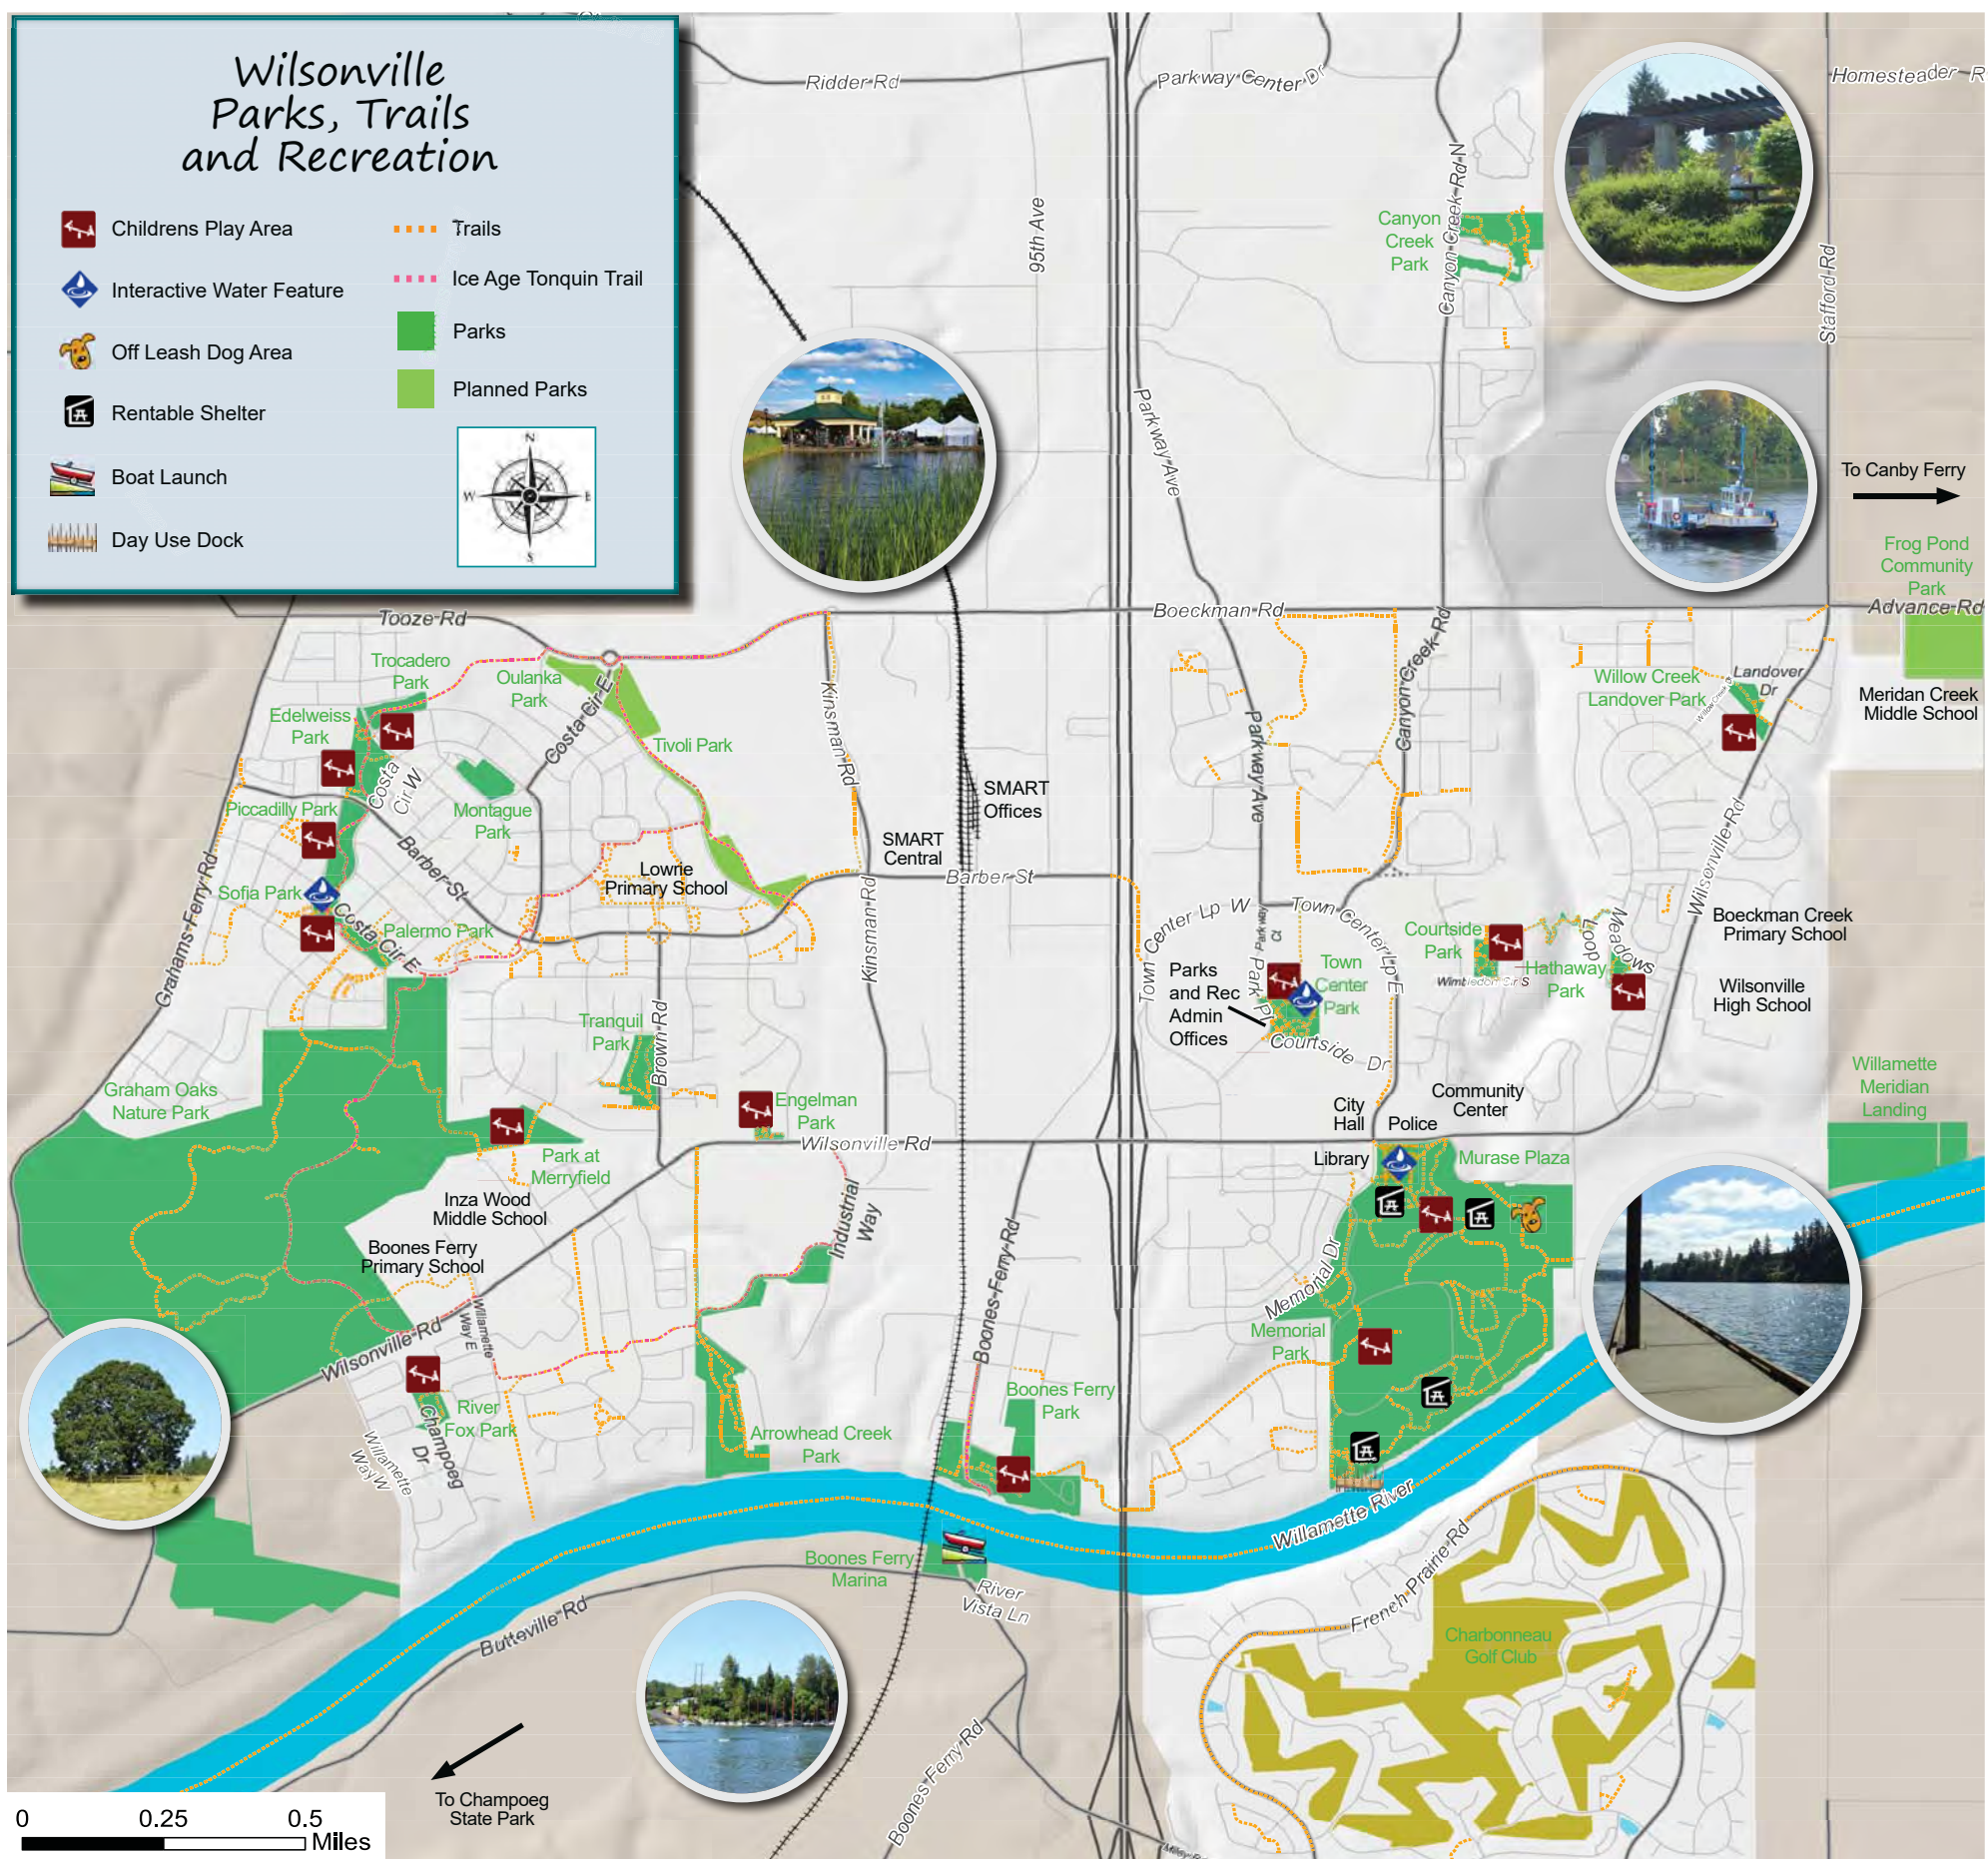 Wilsonville
Parks, Trails
and Recreation
Childrens Play Area
Interactive Water Feature
Off Leash Dog Area
Rentable Shelter
Boat Launch
Day Use Dock
Trails
Ice Age Tonquin Trail
Parks
Planned Parks
N
W
E
S
Ridder Rd
Parkway Center Dr
Homesteader R
95th Ave
Canyon Creek Rd N
Canyon
Creek
Park
Stafford Rd
Parkway Ave
To Canby Ferry
Frog Pond
Community
Park
Advance Rd
Tooze Rd
Boeckman Rd
Trocadero
Park
Oulanka
Park
Costa Cir E
Edelweiss
Park
Tivoli Park
Kinsman Rd
Canyon Creek Rd
Parkway Ave
Willow Creek
Landover Park
Willow Creek Dr
Landover
Dr
Meridan Creek
Middle School
Costa
Cir W
Piccadilly Park
Montague
Park
SMART
Offices
SMART
Central
Barber St
Lowrie
Primary School
Barber St
Wilsonville Rd
Grahams Ferry Rd
Sofia Park
Costa Cir E
Palermo Park
Kinsman Rd
Town Center Lp W
Parkway
Ct
Town Center Lp E
Courtside
Park
Meadows
Loop
Boeckman Creek
Primary School
Hathaway
Park
Wilsonville
High School
Parks
and Rec
Admin
Offices
Park Pl
Town
Center
Park
Courtside Dr
Tranquil
Park
Brown Rd
Graham Oaks
Nature Park
Engelman
Park
Wilsonville Rd
City
Hall
Police
Community
Center
Willamette
Meridian
Landing
Library
Murase Plaza
Park at
Merryfield
Inza Wood
Middle School
Boones Ferry
Primary School
Industrial
Way
Boones Ferry Rd
Memorial Dr
Memorial
Park
Wilsonville Rd
Willamette
Way E
River
Fox Park
Champoeg
Dr
Willamette
Way W
Arrowhead Creek
Park
Boones Ferry
Park
Willamette River
Boones Ferry
Marina
River
Vista Ln
French Prairie Rd
Charbonneau
Golf Club
Butteville Rd
Boones Ferry Rd
To Champoeg
State Park
0
0.25
0.5
Miles